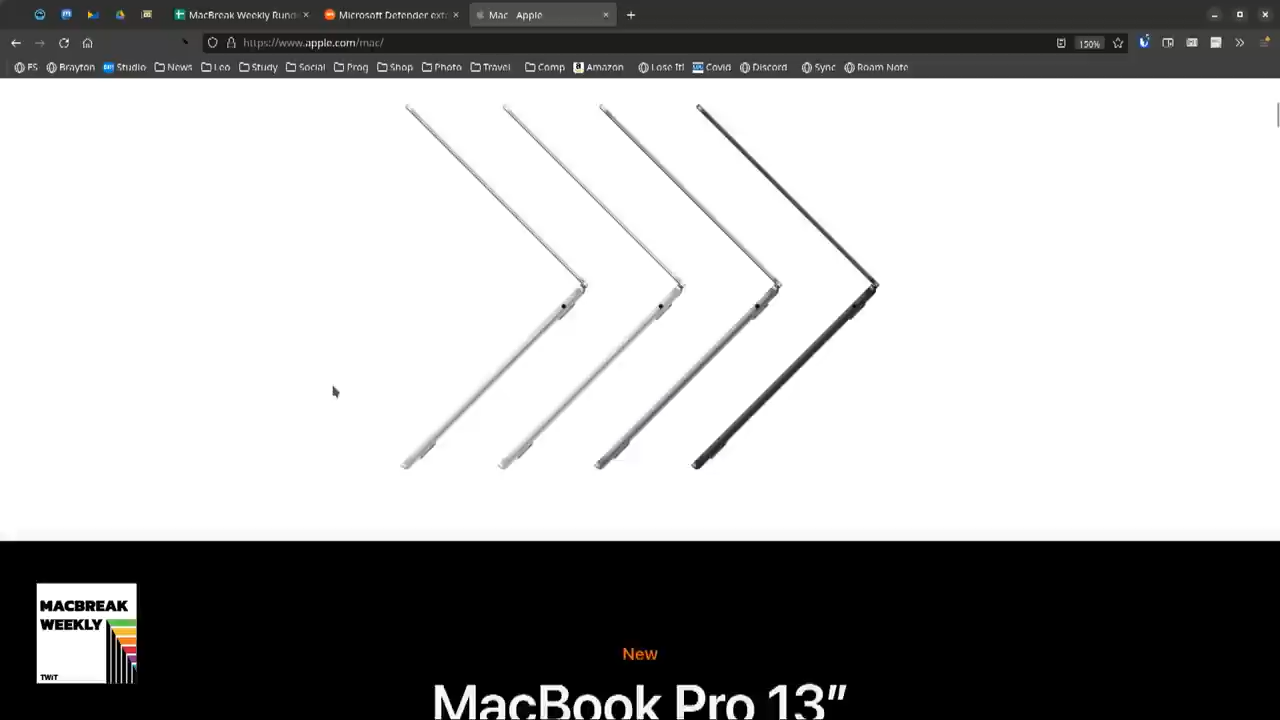 MacBreak Weekly Rund
Microsoft Defender ext
Mac - Apple
https://www.apple.com/mac/
150%
FS
Brayton
Studio
News
Leo
Study
Social
Prog
Shop
Photo
Travel
Comp
Amazon
Lose It!
Covid
Discord
Sync
Roam Note
MACBREAK
WEEKLY
TWiT
New
MacBook Pro 13”